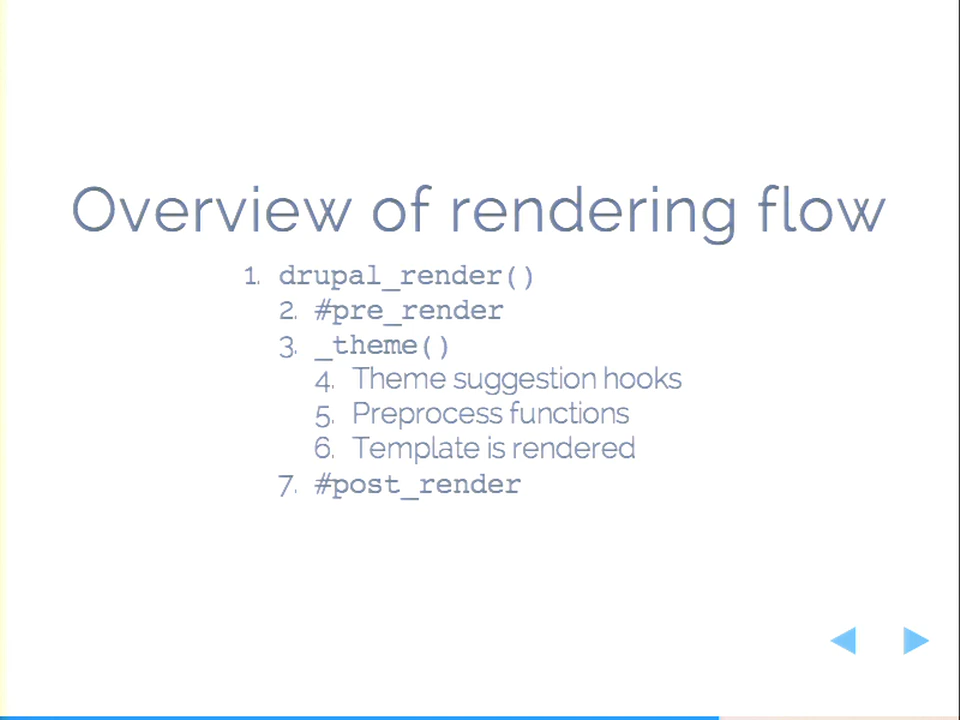 Overview of rendering flow
1. drupal_render()
2. #pre_render
3. _theme()
4. Theme suggestion hooks
5. Preprocess functions
6. Template is rendered
7. #post_render